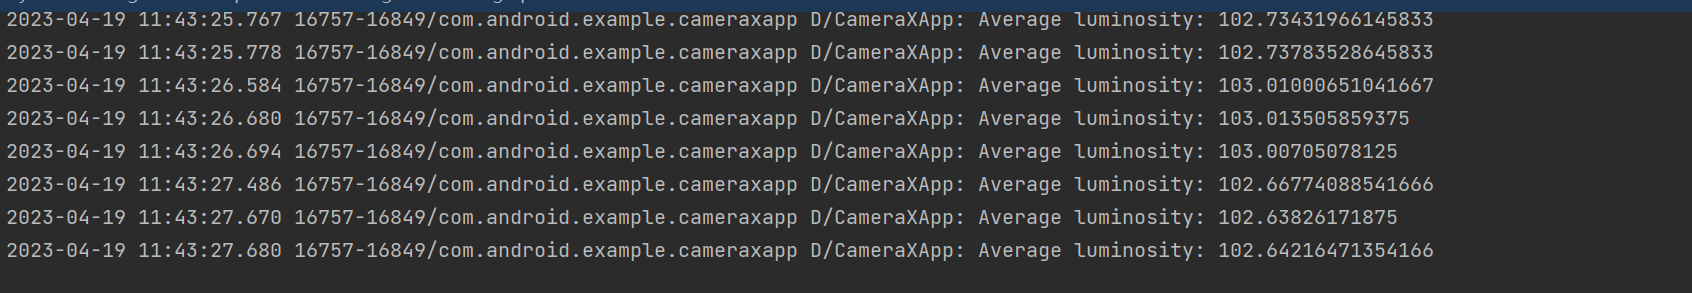 2023-04-19 11:43:25.767 16757-16849/com.android.example.cameraxapp D/CameraXApp: Average luminosity: 102.73431966145833
2023-04-19 11:43:25.778 16757-16849/com.android.example.cameraxapp D/CameraXApp: Average luminosity: 102.73783528645833
2023-04-19 11:43:26.584 16757-16849/com.android.example.cameraxapp D/CameraXApp: Average luminosity: 103.01000651041667
2023-04-19 11:43:26.680 16757-16849/com.android.example.cameraxapp D/CameraXApp: Average luminosity: 103.013505859375
2023-04-19 11:43:26.694 16757-16849/com.android.example.cameraxapp D/CameraXApp: Average luminosity: 103.00705078125
2023-04-19 11:43:27.486 16757-16849/com.android.example.cameraxapp D/CameraXApp: Average luminosity: 102.66774088541666
2023-04-19 11:43:27.670 16757-16849/com.android.example.cameraxapp D/CameraXApp: Average luminosity: 102.63826171875
2023-04-19 11:43:27.680 16757-16849/com.android.example.cameraxapp D/CameraXApp: Average luminosity: 102.64216471354166